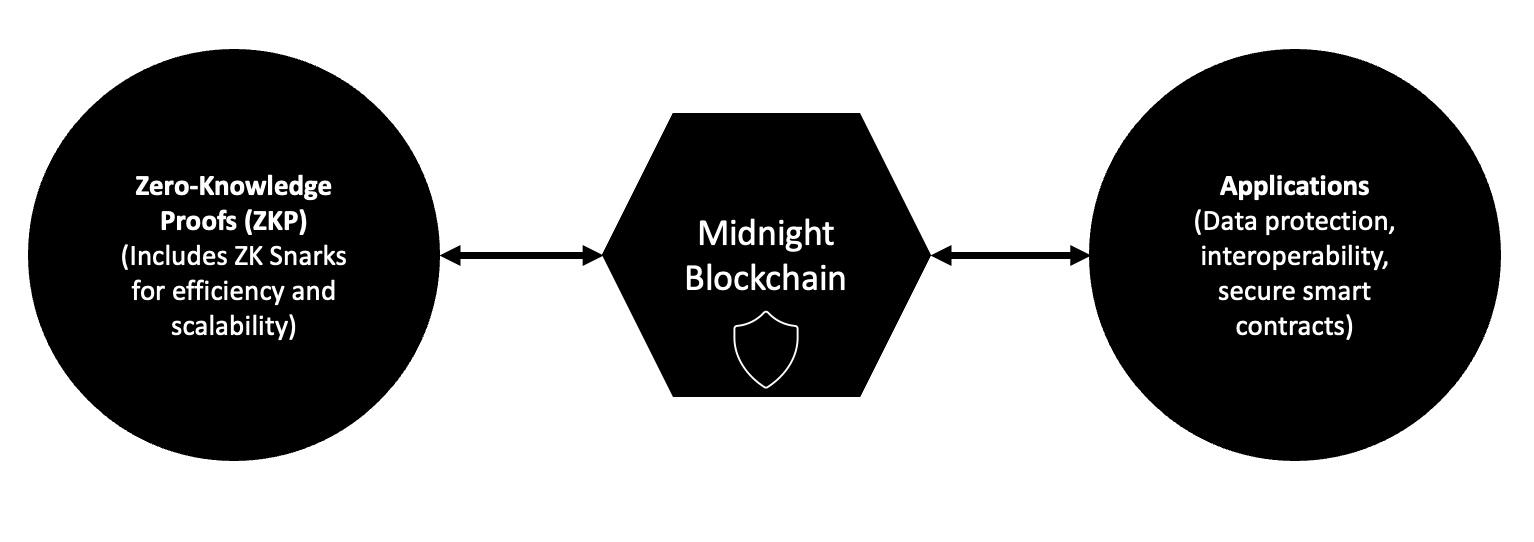 Zero-Knowledge
Proofs (ZKP)
(Includes ZK Snarks
for efficiency and
scalability)
Midnight
Blockchain
Applications
(Data protection,
interoperability,
secure smart
contracts)